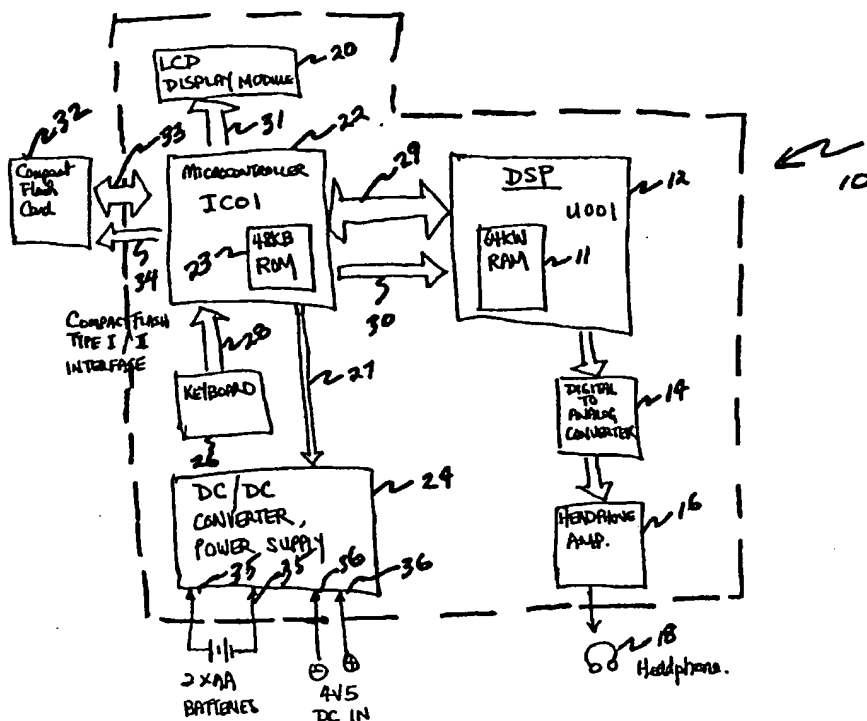 LCD
DISPLAY MODULE
20
31
22
32
33
Compact
Flash
Card
34
MICROCONTROLLER
IC01
23
48KB
ROM
29
30
DSP
U001
12
64KW
RAM
11
10
COMPACT FLASH
TYPE I / II
INTERFACE
28
27
KEYBOARD
26
DIGITAL
TO
ANALOG
CONVERTER
14
DC/DC
CONVERTER,
POWER SUPPLY
24
35
35
36
36
HEADPHONE
AMP.
16
2XAA
BATTERIES
4V5
DC IN
18
Headphone.